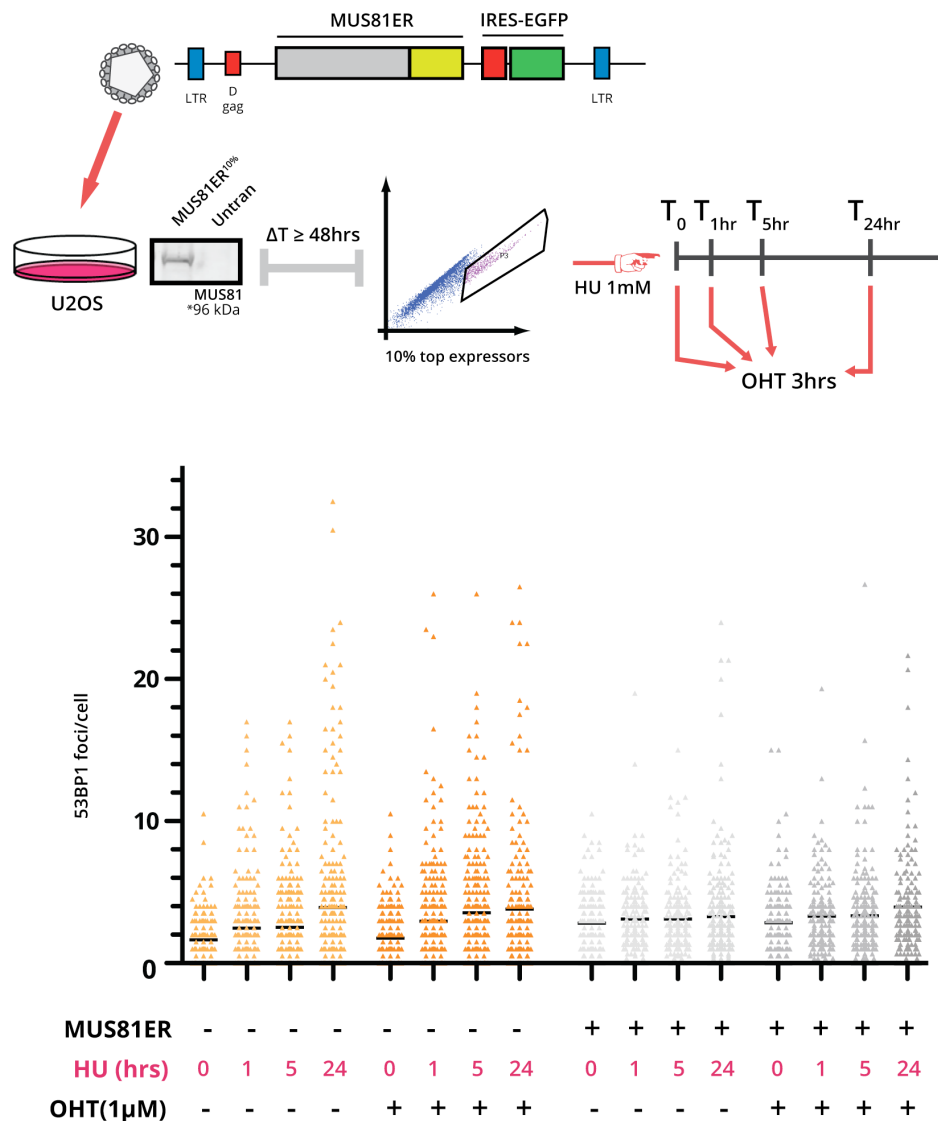 MUS81ER IRES-EGFP
LTR
D
gag
LTR
MUS81ER10%
Untran
ΔT ≥ 48hrs
U2OS
MUS81
*96 kDa
P3
10% top expressors
HU 1mM
T0 T1hr T5hr T24hr
OHT 3hrs
53BP1 foci/cell
30
20
10
0
MUS81ER - - - - - - - - + + + + + + + +
HU (hrs) 0 1 5 24 0 1 5 24 0 1 5 24 0 1 5 24
OHT(1µM) - - - - + + + + - - - - + + + +